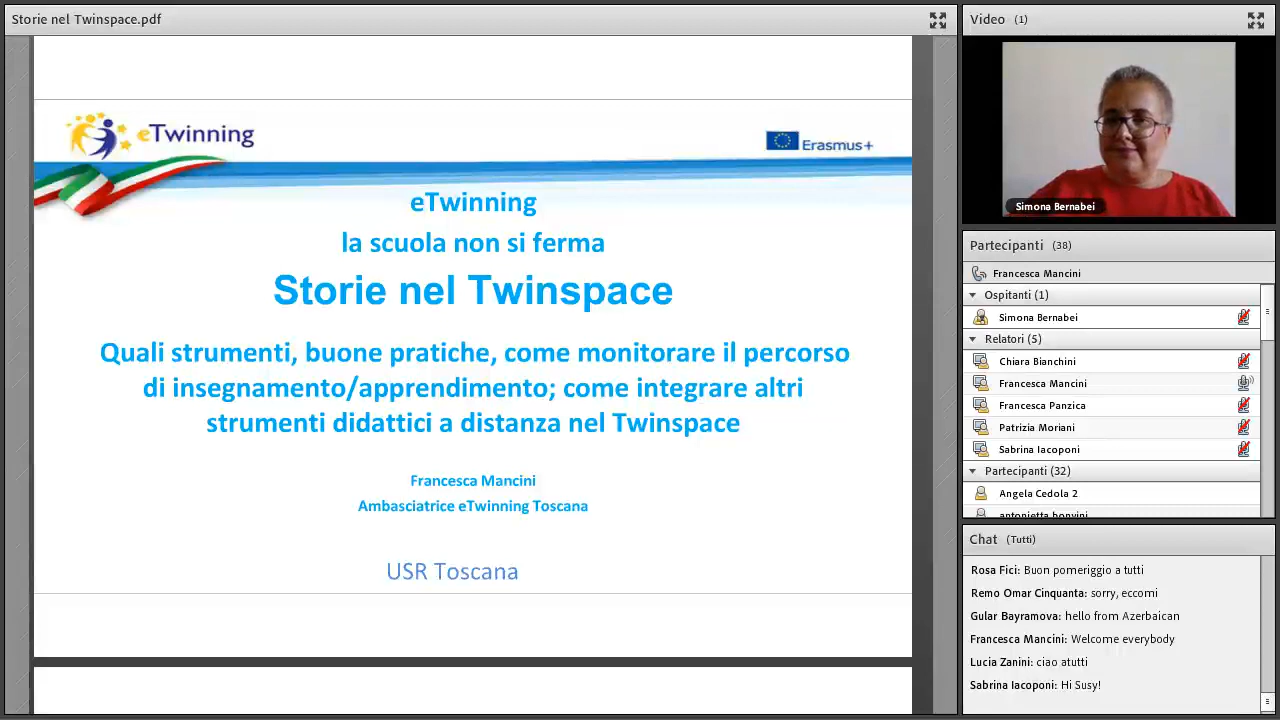 Storie nel Twinspace.pdf
eTwinning
Erasmus+
eTwinning
la scuola non si ferma
Storie nel Twinspace
Quali strumenti, buone pratiche, come monitorare il percorso
di insegnamento/apprendimento; come integrare altri
strumenti didattici a distanza nel Twinspace
Francesca Mancini
Ambasciatrice eTwinning Toscana
USR Toscana
Video (1)
Simona Bernabei
Partecipanti (38)
Francesca Mancini
Ospitanti (1)
Simona Bernabei
Relatori (5)
Chiara Bianchini
Francesca Mancini
Francesca Panzica
Patrizia Moriani
Sabrina Iacoponi
Partecipanti (32)
Angela Cedola 2
antonietta bonvini
Chat (Tutti)
Rosa Fici: Buon pomeriggio a tutti
Remo Omar Cinquanta: sorry, eccomi
Gular Bayramova: hello from Azerbaican
Francesca Mancini: Welcome everybody
Lucia Zanini: ciao atutti
Sabrina Iacoponi: Hi Susy!